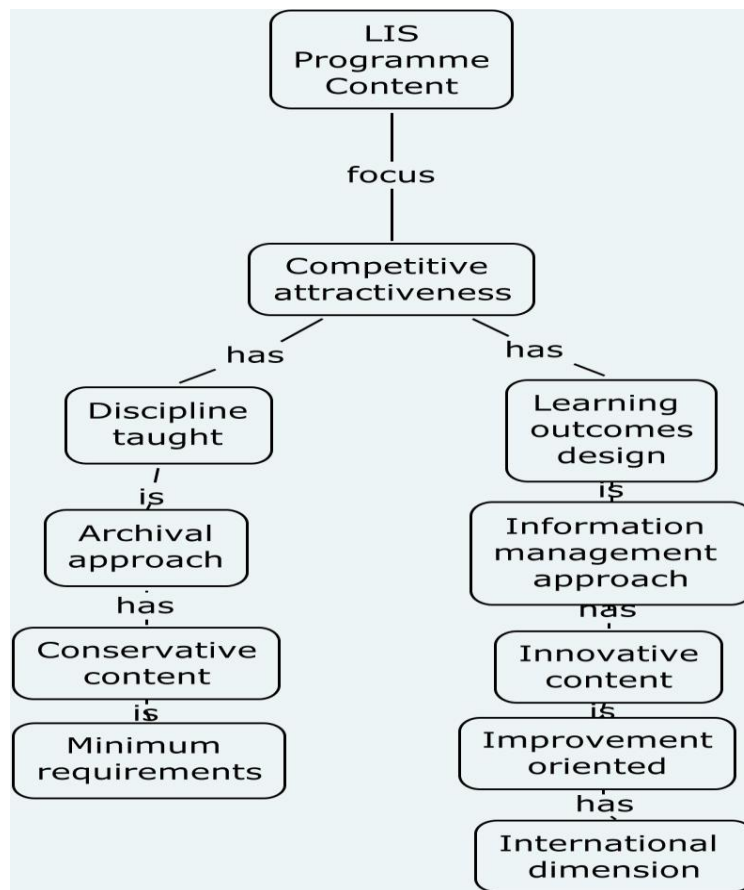 LIS
Programme
Content
focus
Competitive
attractiveness
has
has
Discipline
taught
Learning
outcomes
design
is
is
Archival
approach
Information
management
approach
has
has
Conservative
content
Innovative
content
is
is
Minimum
requirements
Improvement
oriented
has
International
dimension